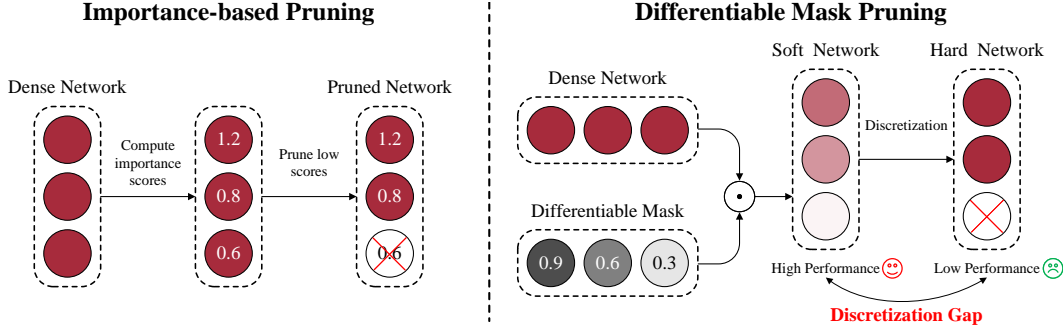 Importance-based Pruning
Dense Network
Compute
importance
scores
1.2
0.8
0.6
Prune low
scores
Pruned Network
1.2
0.8
0.6
Differentiable Mask Pruning
Dense Network
Differentiable Mask
0.9 0.6 0.3
Soft Network
Discretization
Hard Network
High Performance
Low Performance
Discretization Gap